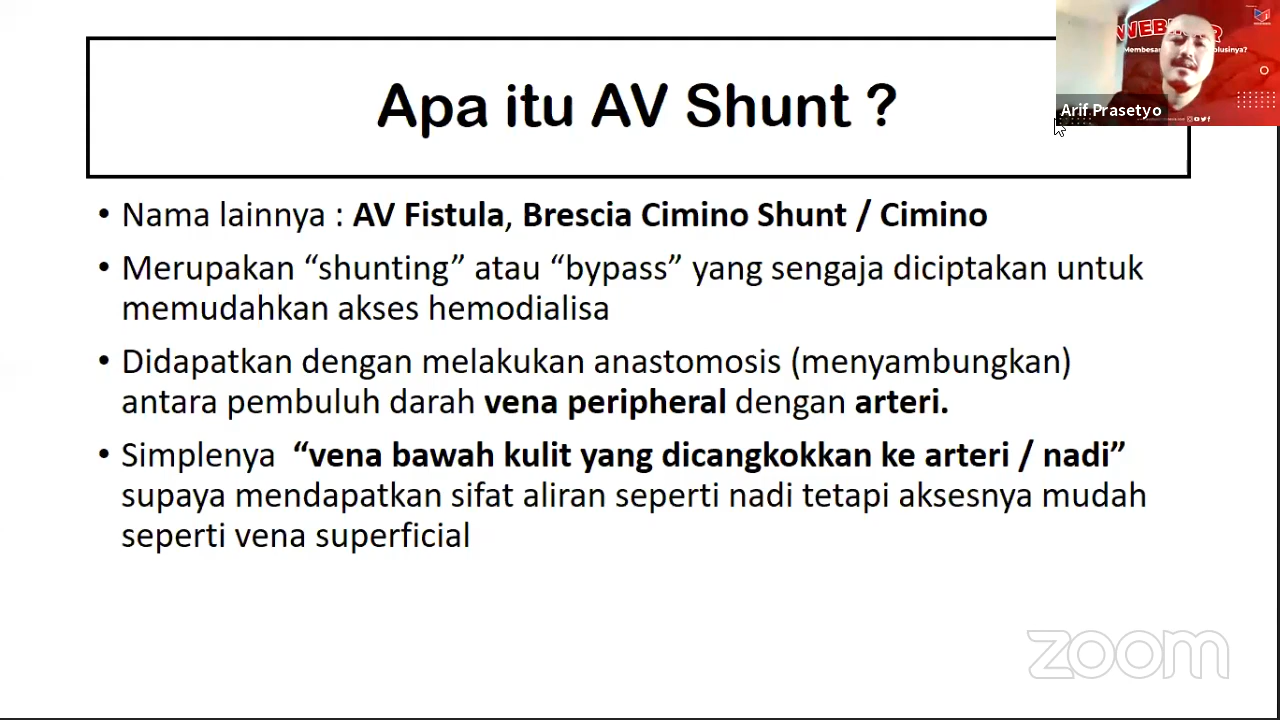 WEBINAR
Membesa
olusinya?
Arif Prasetyo
Apa itu AV Shunt ?
• Nama lainnya : AV Fistula, Brescia Cimino Shunt / Cimino
• Merupakan “shunting” atau “bypass” yang sengaja diciptakan untuk
memudahkan akses hemodialisa
• Didapatkan dengan melakukan anastomosis (menyambungkan)
antara pembuluh darah vena peripheral dengan arteri.
• Simplenya “vena bawah kulit yang dicangkokkan ke arteri / nadi”
supaya mendapatkan sifat aliran seperti nadi tetapi aksesnya mudah
seperti vena superficial
zoom